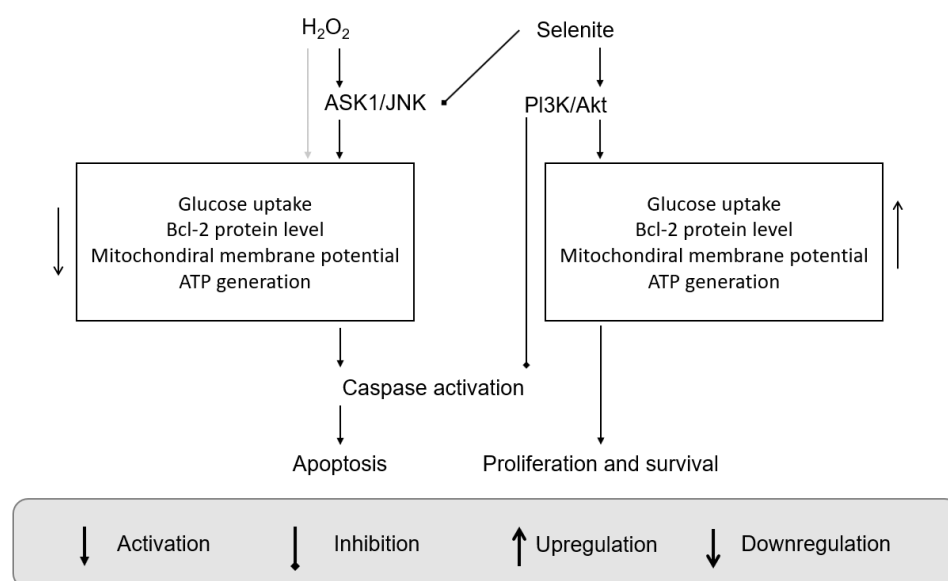 H₂O₂
Selenite
ASK1/JNK
PI3K/Akt
Glucose uptake
Bcl-2 protein level
Mitochondiral membrane potential
ATP generation
Glucose uptake
Bcl-2 protein level
Mitochondiral membrane potential
ATP generation
Caspase activation
Apoptosis
Proliferation and survival
Activation
Inhibition
Upregulation
Downregulation